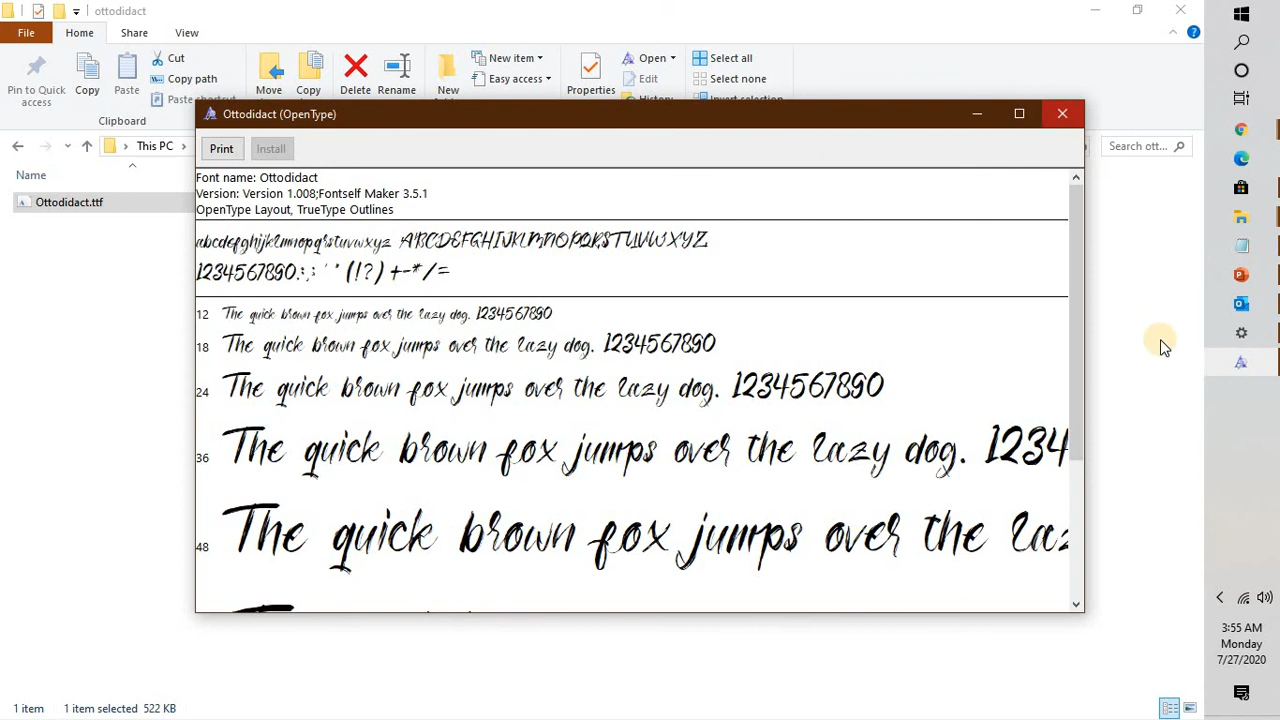 ottodidact
File
Home
Share
View
Pin to Quick access
Copy
Paste
Cut
Copy path
Paste shortcut
Clipboard
Move
Copy
Delete
Rename
New
New item
Easy access
Properties
Open
Edit
History
Select all
Select none
Invert selection
This PC
Search ott...
Name
Ottodidact.ttf
Ottodidact (OpenType)
Print
Install
Font name: Ottodidact
Version: Version 1.008;Fontself Maker 3.5.1
OpenType Layout, TrueType Outlines
abcdefghijklmnopqrstuvwxyz ABCDEFGHIJKLMNOPQRSTUVWXYZ
1234567890.:,; ' " (!?) +-*/=
12 The quick brown fox jumps over the lazy dog. 1234567890
18 The quick brown fox jumps over the lazy dog. 1234567890
24 The quick brown fox jumps over the lazy dog. 1234567890
36 The quick brown fox jumps over the lazy dog. 1234
48 The quick brown fox jumps over the laz
1 item
1 item selected 522 KB
3:55 AM
Monday
7/27/2020